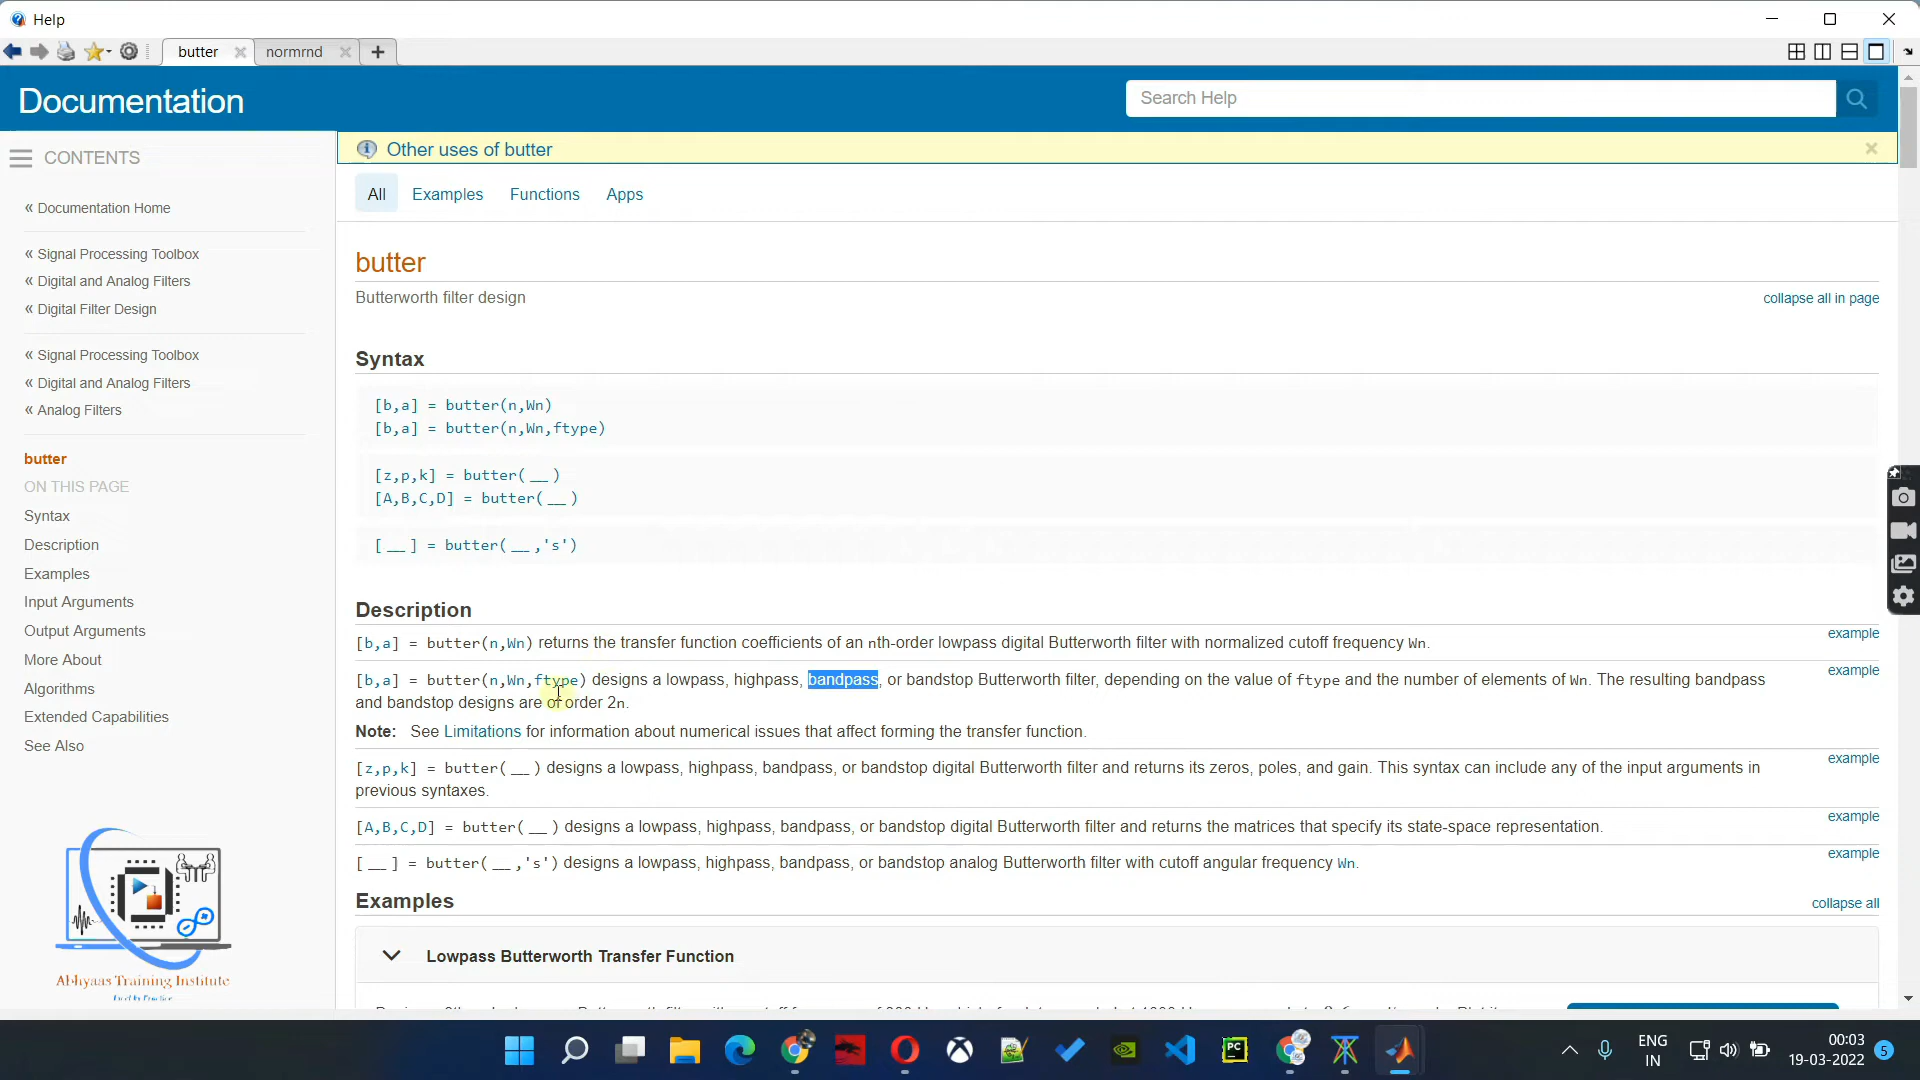 Help
butter
normrnd
Documentation
Search Help
CONTENTS
Other uses of butter
All
Examples
Functions
Apps
« Documentation Home
« Signal Processing Toolbox
« Digital and Analog Filters
« Digital Filter Design
« Signal Processing Toolbox
« Digital and Analog Filters
« Analog Filters
butter
ON THIS PAGE
Syntax
Description
Examples
Input Arguments
Output Arguments
More About
Algorithms
Extended Capabilities
See Also
Abhyaas Training Institute
butter
Butterworth filter design
collapse all in page
Syntax
[b,a] = butter(n,Wn)
[b,a] = butter(n,Wn,ftype)
[z,p,k] = butter(__)
[A,B,C,D] = butter(__)
[__] = butter(__,'s')
Description
[b,a] = butter(n,Wn) returns the transfer function coefficients of an nth-order lowpass digital Butterworth filter with normalized cutoff frequency Wn.
example
[b,a] = butter(n,Wn,ftype) designs a lowpass, highpass, bandpass, or bandstop Butterworth filter, depending on the value of ftype and the number of elements of Wn. The resulting bandpass
and bandstop designs are of order 2n.
example
Note: See Limitations for information about numerical issues that affect forming the transfer function.
[z,p,k] = butter(__) designs a lowpass, highpass, bandpass, or bandstop digital Butterworth filter and returns its zeros, poles, and gain. This syntax can include any of the input arguments in
previous syntaxes.
example
[A,B,C,D] = butter(__) designs a lowpass, highpass, bandpass, or bandstop digital Butterworth filter and returns the matrices that specify its state-space representation.
example
[__] = butter(__,'s') designs a lowpass, highpass, bandpass, or bandstop analog Butterworth filter with cutoff angular frequency Wn.
example
Examples
collapse all
Lowpass Butterworth Transfer Function
PC
ENG
IN
00:03
19-03-2022
5